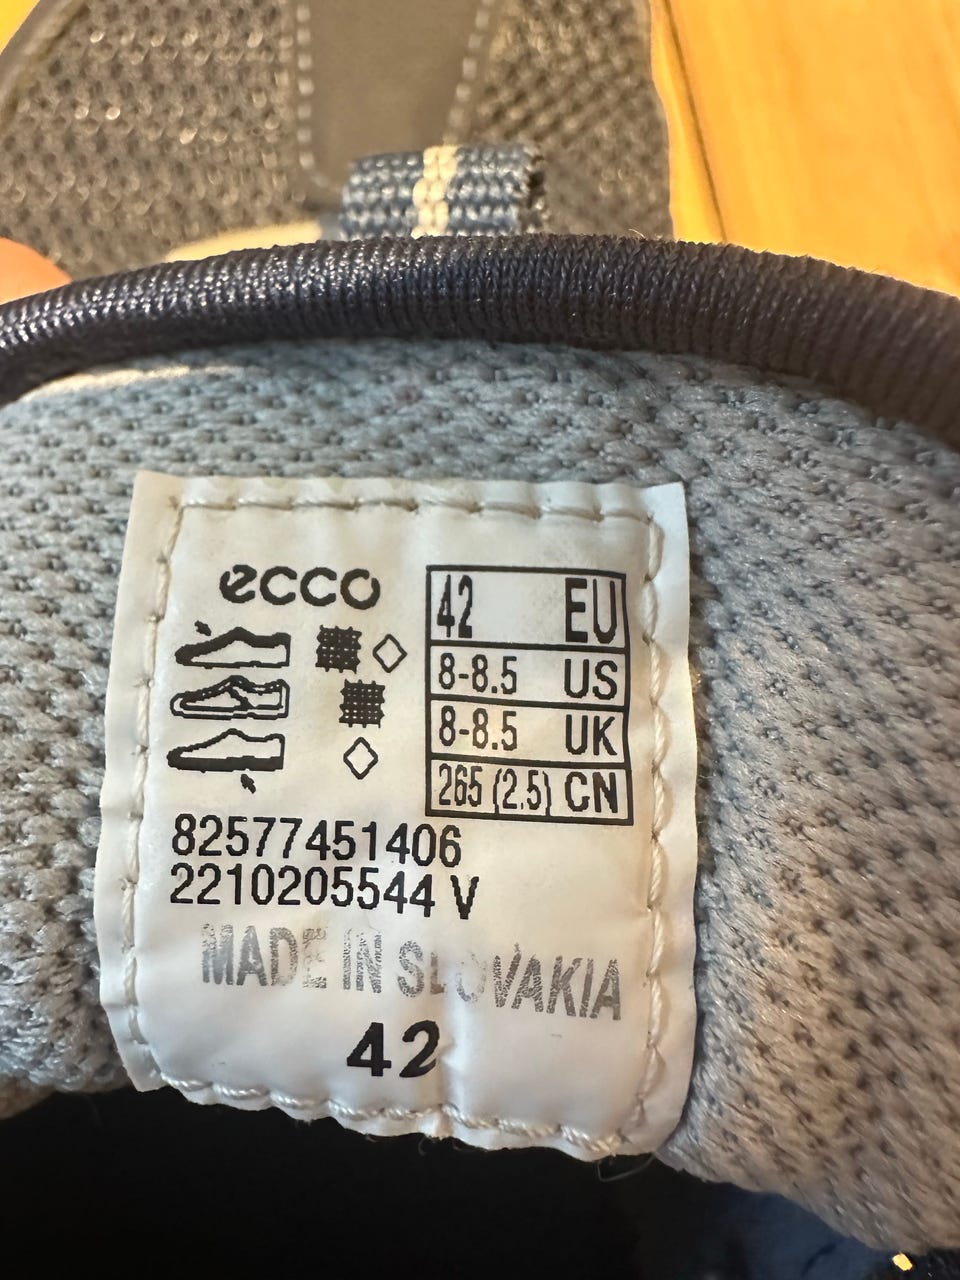 ecco
42 EU
8-8.5 US
8-8.5 UK
265 (2.5) CN
82577451406
2210205544 V
MADE IN SLOVAKIA
42